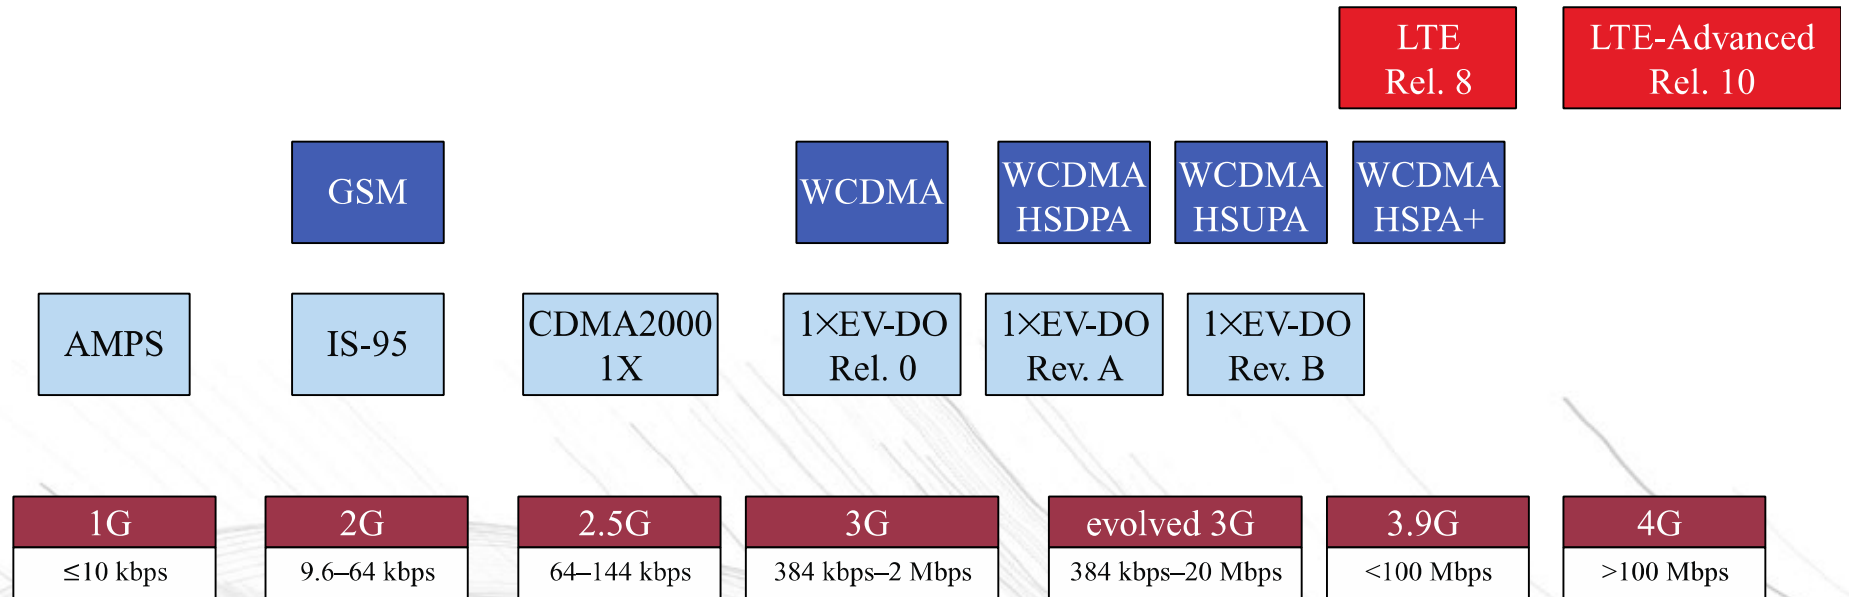 LTE
Rel. 8
LTE-Advanced
Rel. 10
GSM
WCDMA
WCDMA
HSDPA
WCDMA
HSUPA
WCDMA
HSPA+
AMPS
IS-95
CDMA2000
1X
1×EV-DO
Rel. 0
1×EV-DO
Rev. A
1×EV-DO
Rev. B
1G
≤10 kbps
2G
9.6–64 kbps
2.5G
64–144 kbps
3G
384 kbps–2 Mbps
evolved 3G
384 kbps–20 Mbps
3.9G
<100 Mbps
4G
>100 Mbps